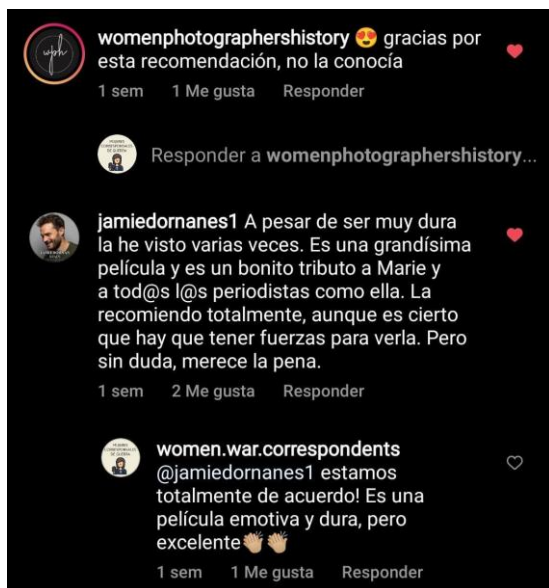 wph
womenphotographershistory 😍 gracias por
esta recomendación, no la conocía
1 sem 1 Me gusta Responder
Responder a womenphotographershistory...
jamiedornanes1 A pesar de ser muy dura
la he visto varias veces. Es una grandísima
película y es un bonito tributo a Marie y
a tod@s l@s periodistas como ella. La
recomiendo totalmente, aunque es cierto
que hay que tener fuerzas para verla. Pero
sin duda, merece la pena.
1 sem 2 Me gusta Responder
women.war.correspondents
@jamiedornanes1 estamos
totalmente de acuerdo! Es una
película emotiva y dura, pero
excelente👏🏼👏🏼
1 sem 1 Me gusta Responder